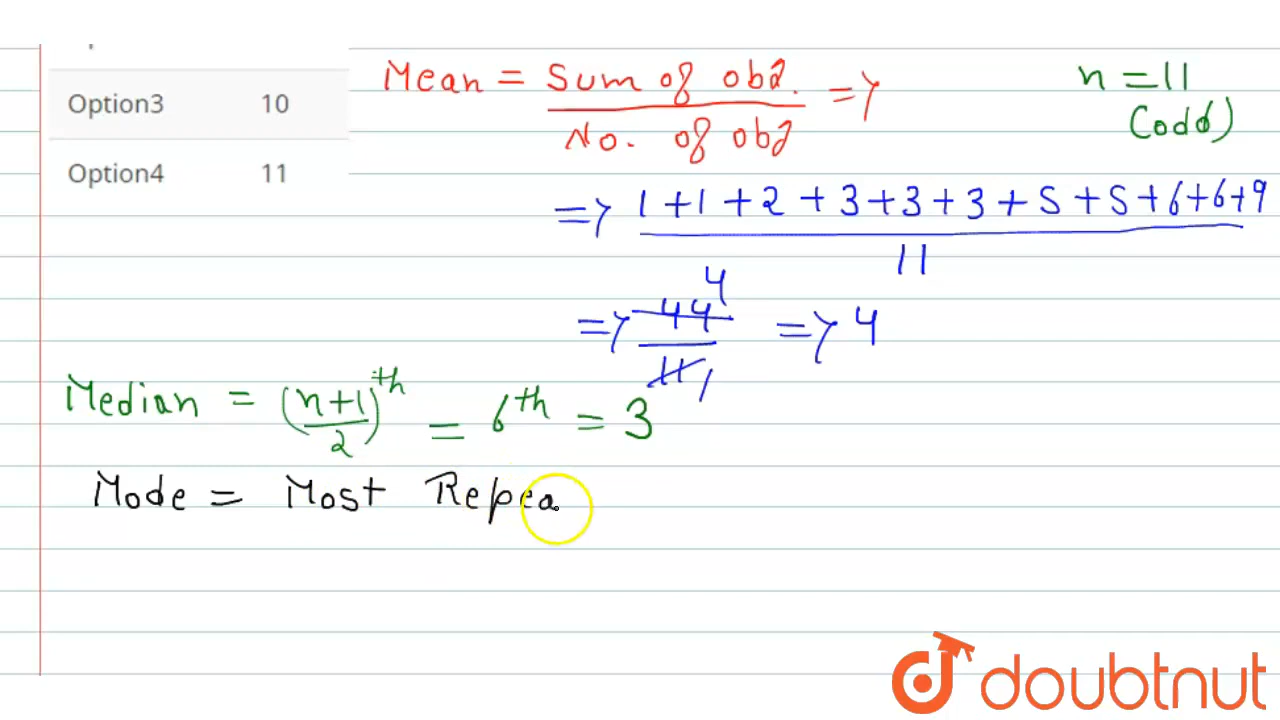 Option3 10
Option4 11
Mean = Sum of obs. / No. of obs =>
n = 11
(odd)
=> 1 + 1 + 2 + 3 + 3 + 3 + 5 + 5 + 6 + 6 + 9 / 11
=> 44 4 / 11 1 => 4
Median = (n+1 / 2)th = 6th = 3
Mode = Most Repea
doubtnut